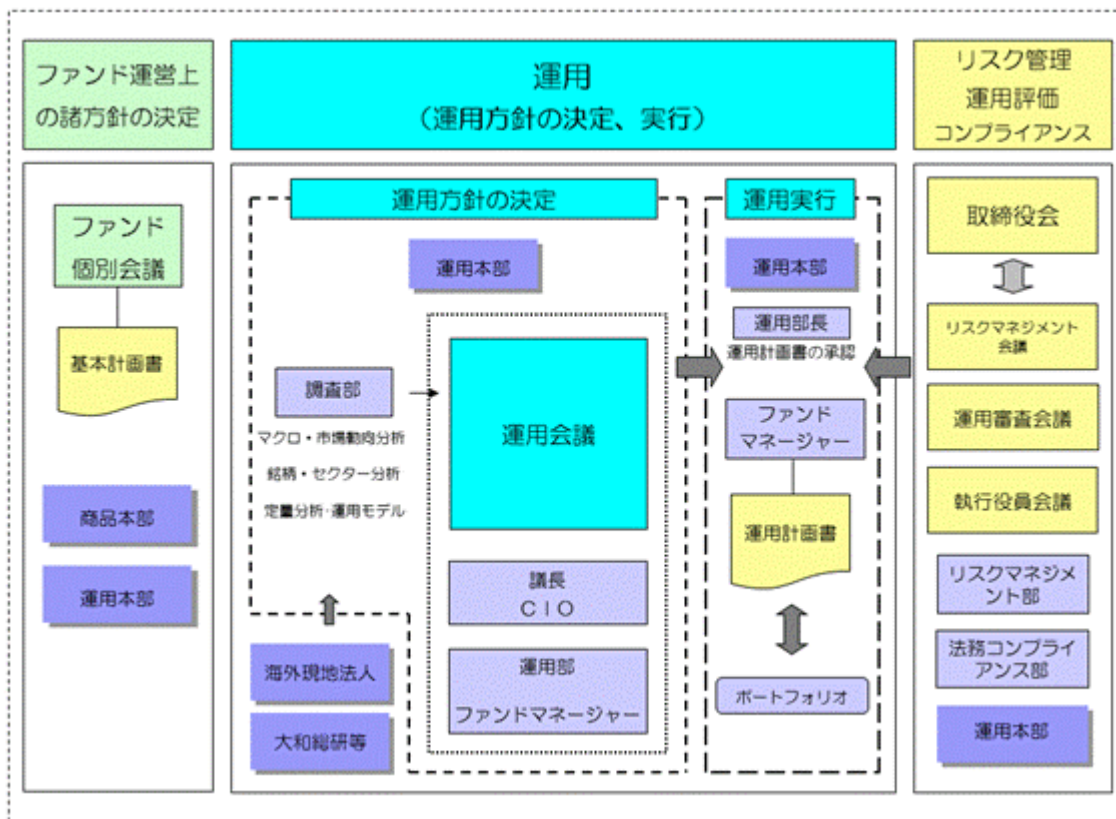 ファンド運営上
の諸方針の決定
運用
（運用方針の決定、実行）
リスク管理
運用評価
コンプライアンス
ファンド
個別会議
基本計画書
商品本部
運用本部
運用方針の決定
運用本部
調査部
マクロ・市場動向分析
銘柄・セクター分析
定量分析・運用モデル
運用会議
議長
ＣＩＯ
運用部
ファンドマネージャー
海外現地法人
大和総研等
運用実行
運用本部
運用部長
運用計画書の承認
ファンド
マネージャー
運用計画書
ポートフォリオ
取締役会
リスクマネジメント
会議
運用審査会議
執行役員会議
リスクマネジメ
ント部
法務コンプライ
アンス部
運用本部